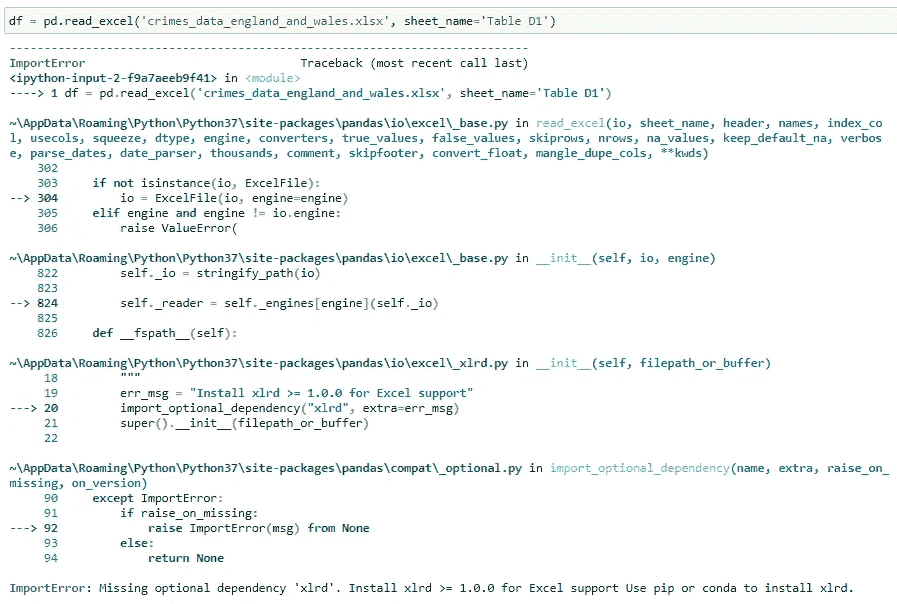 df = pd.read_excel('crimes_data_england_and_wales.xlsx', sheet_name='Table D1')
---------------------------------------------------------------------------
ImportError                               Traceback (most recent call last)
<ipython-input-2-f9a7aeeb9f41> in <module>
----> 1 df = pd.read_excel('crimes_data_england_and_wales.xlsx', sheet_name='Table D1')

~\AppData\Roaming\Python\Python37\site-packages\pandas\io\excel\_base.py in read_excel(io, sheet_name, header, names, index_co
l, usecols, squeeze, dtype, engine, converters, true_values, false_values, skiprows, nrows, na_values, keep_default_na, verbos
e, parse_dates, date_parser, thousands, comment, skipfooter, convert_float, mangle_dupe_cols, **kwds)
    302
    303     if not isinstance(io, ExcelFile):
--> 304         io = ExcelFile(io, engine=engine)
    305     elif engine and engine != io.engine:
    306         raise ValueError(

~\AppData\Roaming\Python\Python37\site-packages\pandas\io\excel\_base.py in __init__(self, io, engine)
    822         self._io = stringify_path(io)
    823
--> 824         self._reader = self._engines[engine](self._io)
    825
    826     def __fspath__(self):

~\AppData\Roaming\Python\Python37\site-packages\pandas\io\excel\_xlrd.py in __init__(self, filepath_or_buffer)
     18         """
     19         err_msg = "Install xlrd >= 1.0.0 for Excel support"
---> 20         import_optional_dependency("xlrd", extra=err_msg)
     21         super().__init__(filepath_or_buffer)
     22

~\AppData\Roaming\Python\Python37\site-packages\pandas\compat\_optional.py in import_optional_dependency(name, extra, raise_on_
missing, on_version)
     90     except ImportError:
     91         if raise_on_missing:
---> 92             raise ImportError(msg) from None
     93         else:
     94             return None

ImportError: Missing optional dependency 'xlrd'. Install xlrd >= 1.0.0 for Excel support Use pip or conda to install xlrd.